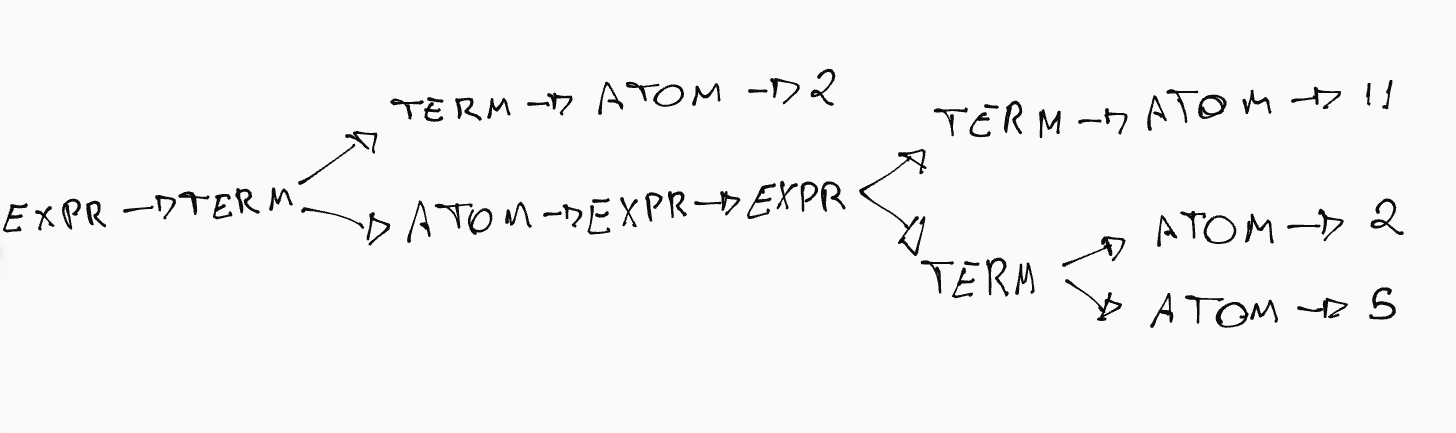 TERM → ATOM → 2
TERM → ATOM → 11
EXPR → TERM
ATOM → EXPR → EXPR
ATOM → 2
TERM
ATOM → 5